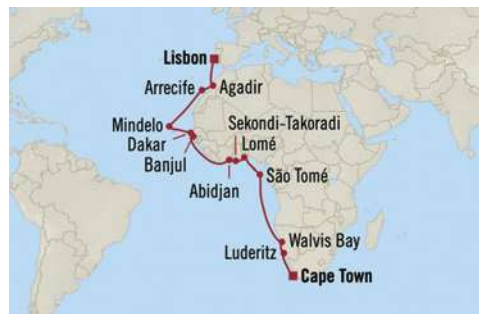 Lisbon
Arrecife
Agadir
Mindelo
Sekondi-Takoradi
Dakar
Lomé
Banjul
Abidjan
São Tomé
Walvis Bay
Luderitz
Cape Town